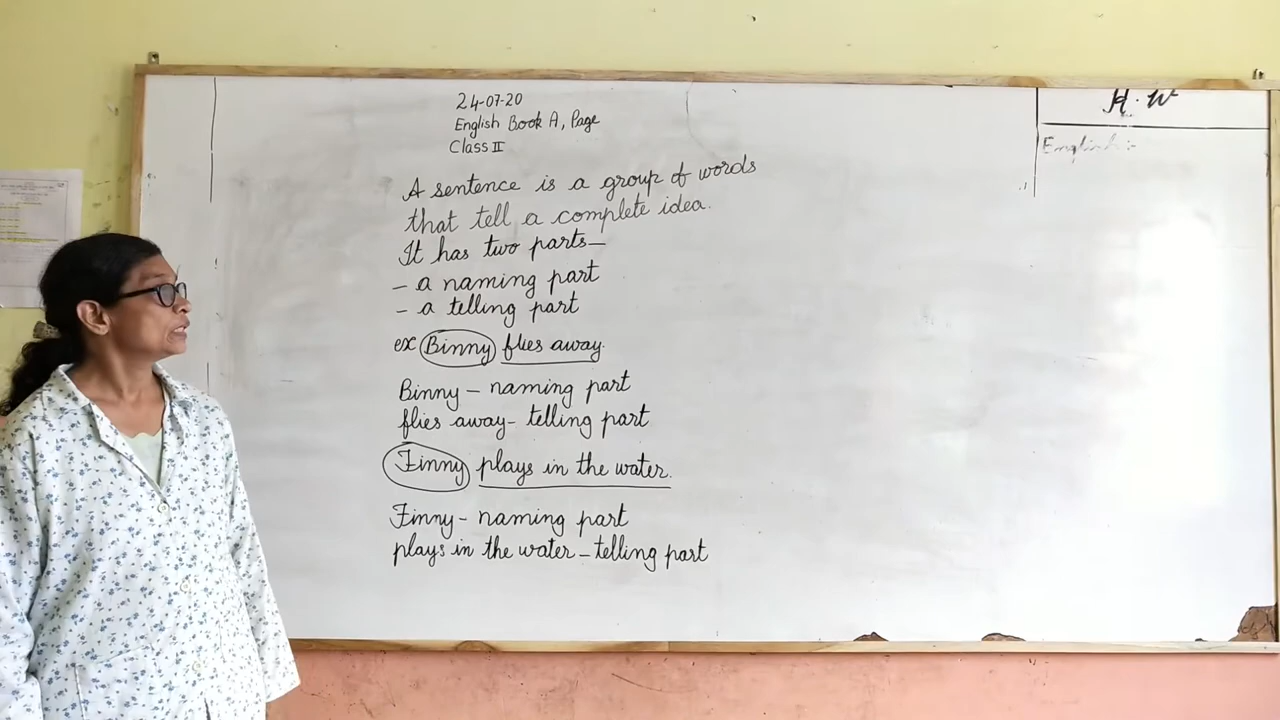 24-07-20
English Book A, Page
Class II
A sentence is a group of words
that tell a complete idea.
It has two parts—
- a naming part
- a telling part
ex Binny flies away.
Binny - naming part
flies away - telling part
Finny plays in the water.
Finny - naming part
plays in the water - telling part
H.W
English :-